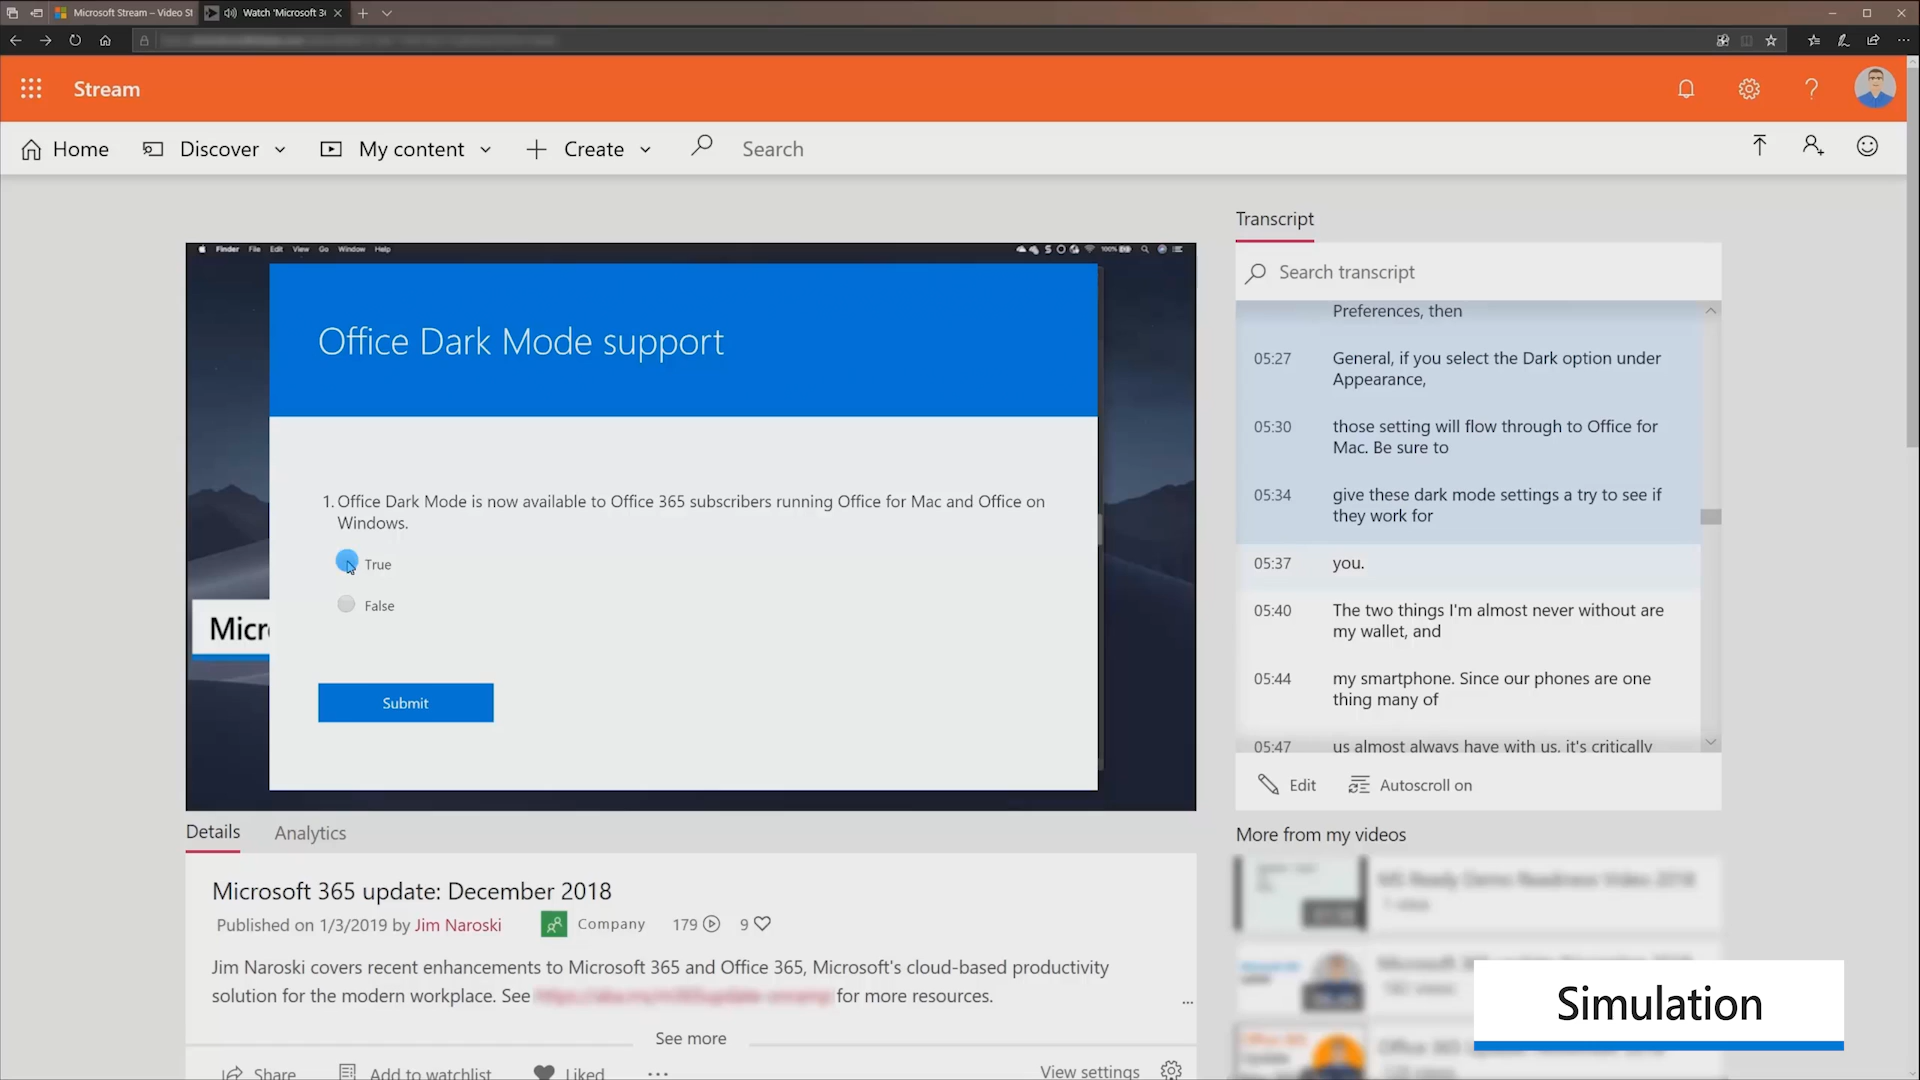 Microsoft Stream – Video St
Watch 'Microsoft 36
Stream
Home
Discover
My content
Create
Search
Finder File Edit View Go Window Help
100%
Office Dark Mode support
1. Office Dark Mode is now available to Office 365 subscribers running Office for Mac and Office on
Windows.
True
False
Micr
Submit
Transcript
Search transcript
Preferences, then
05:27 General, if you select the Dark option under
Appearance,
05:30 those setting will flow through to Office for
Mac. Be sure to
05:34 give these dark mode settings a try to see if
they work for
05:37 you.
05:40 The two things I'm almost never without are
my wallet, and
05:44 my smartphone. Since our phones are one
thing many of
05:47 us almost always have with us, it's critically
Edit
Autoscroll on
Details
Analytics
Microsoft 365 update: December 2018
Published on 1/3/2019 by Jim Naroski
Company
179
9
Jim Naroski covers recent enhancements to Microsoft 365 and Office 365, Microsoft's cloud-based productivity
solution for the modern workplace. See for more resources.
...
See more
Share
Add to watchlist
Liked
...
View settings
More from my videos
Simulation